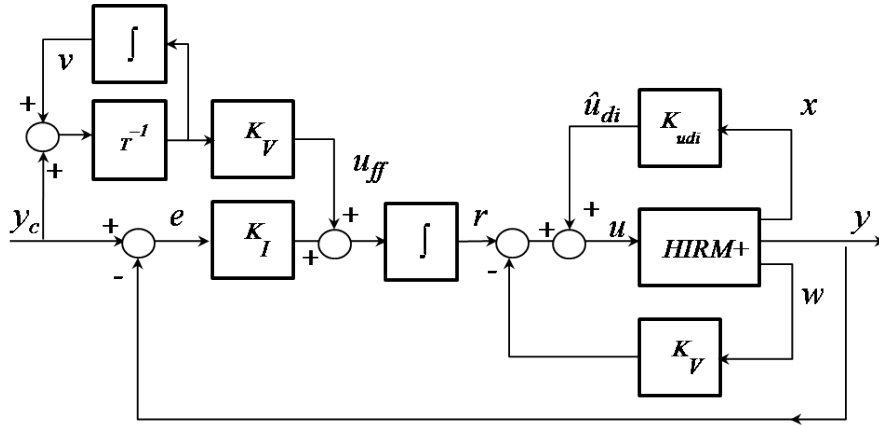 ∫
v
+
T⁻¹
K_V
+
û_di
K_udi
x
u_ff
y_c
+
e
K_I
+
+
∫
r
+
+
u
HIRM+
y
-
-
K_V
w